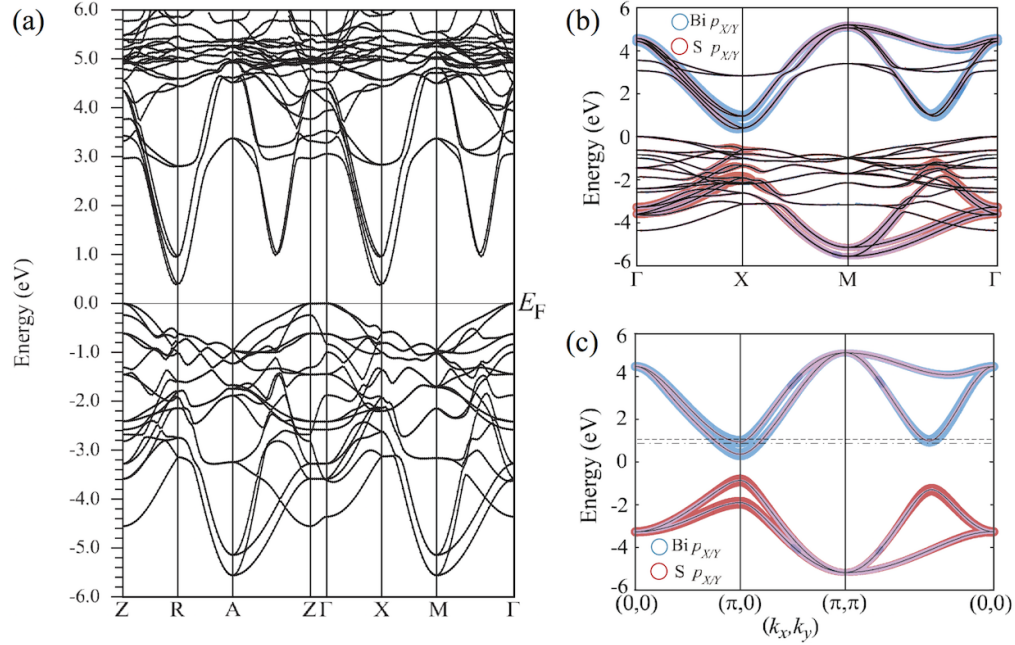 (a)
Energy (eV)
6.0
5.0
4.0
3.0
2.0
1.0
0.0
-1.0
-2.0
-3.0
-4.0
-5.0
-6.0
E_F
Z R A Z Γ X M Γ
(b)
Bi p_X/Y
S p_X/Y
Energy (eV)
6
4
2
0
-2
-4
-6
Γ X M Γ
(c)
Energy (eV)
6
4
2
0
-2
-4
-6
Bi p_X/Y
S p_X/Y
(0,0) (π,0) (π,π) (0,0)
(k_x,k_y)